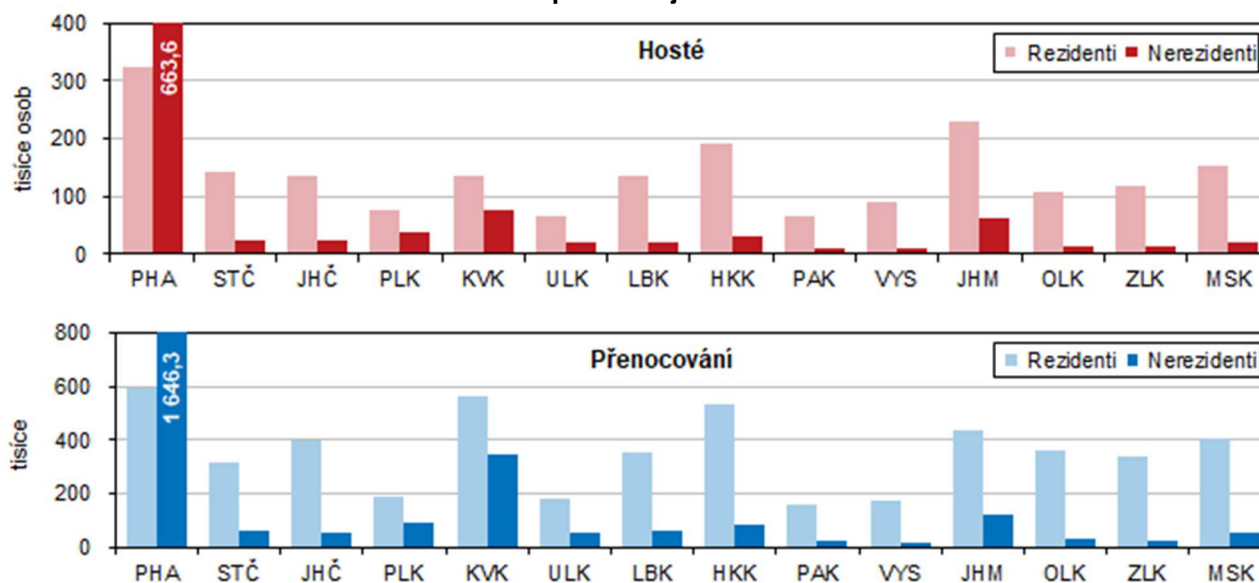 400
300
200
100
0
tisíce osob
Hosté
Rezidenti Nerezidenti
663,6
PHA STČ JHČ PLK KVK ULK LBK HKK PAK VYS JHM OLK ZLK MSK
800
600
400
200
0
tisíce
Přenocování
Rezidenti Nerezidenti
1 646,3
PHA STČ JHČ PLK KVK ULK LBK HKK PAK VYS JHM OLK ZLK MSK